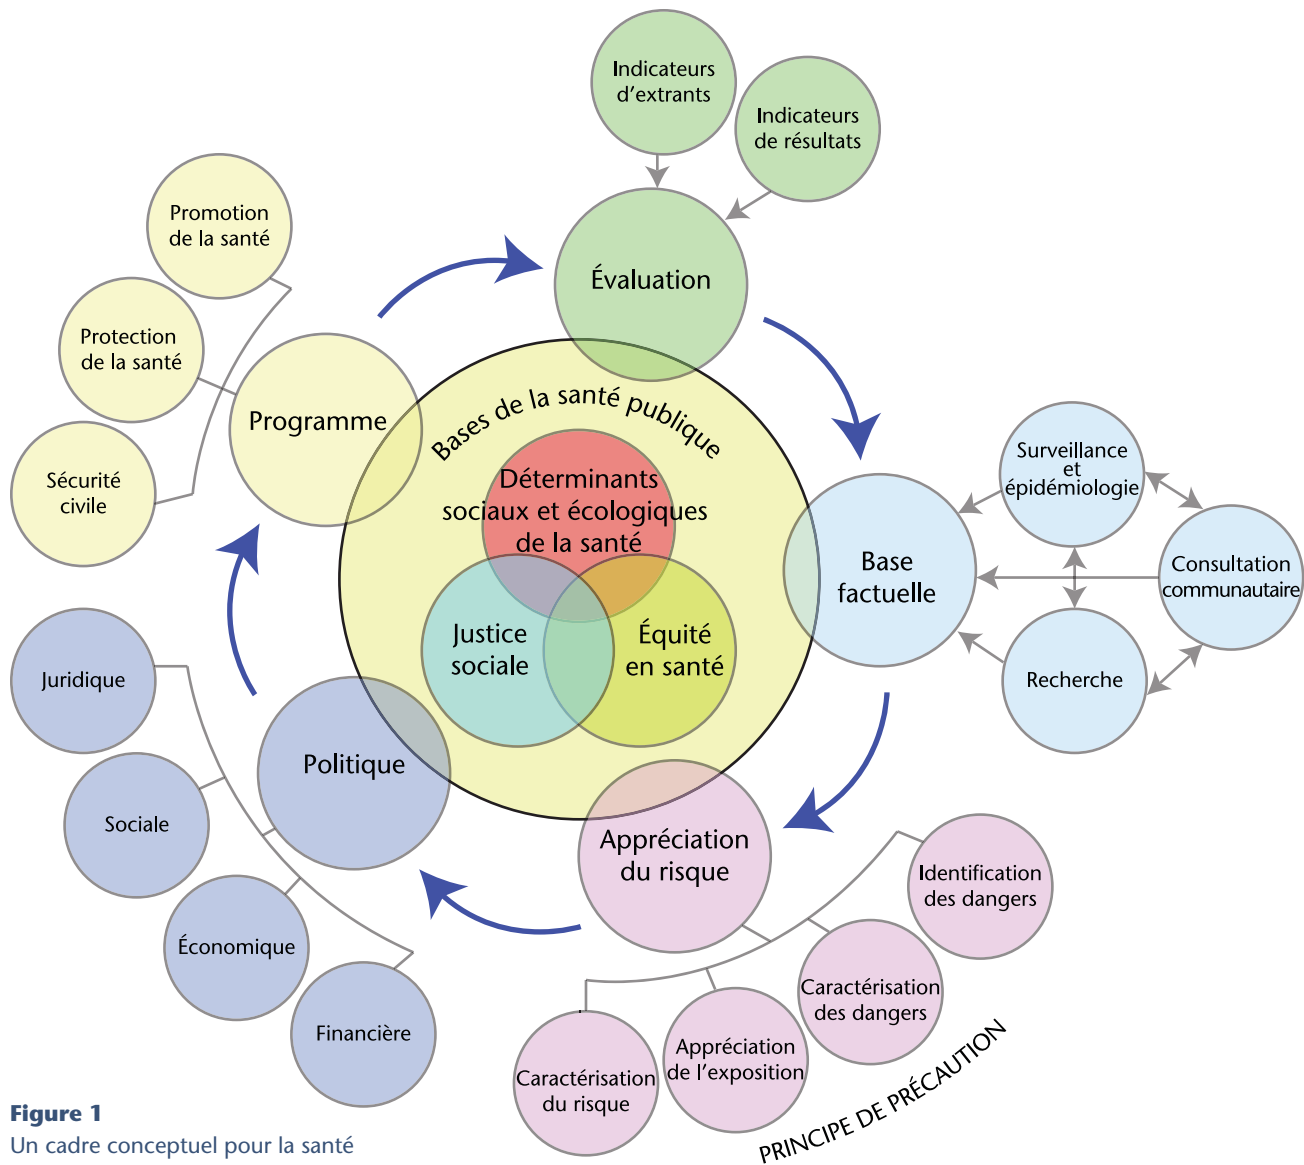 Indicateurs
d'extrants
Indicateurs
de résultats
Évaluation
Promotion
de la santé
Protection
de la santé
Sécurité
civile
Programme
Bases de la santé publique
Déterminants
sociaux et écologiques
de la santé
Justice
sociale
Équité
en santé
Base
factuelle
Surveillance
et
épidémiologie
Consultation
communautaire
Recherche
Juridique
Sociale
Économique
Financière
Politique
Appréciation
du risque
Identification
des dangers
Caractérisation
des dangers
Appréciation
de l'exposition
Caractérisation
du risque
PRINCIPE DE PRÉCAUTION
Figure 1
Un cadre conceptuel pour la santé